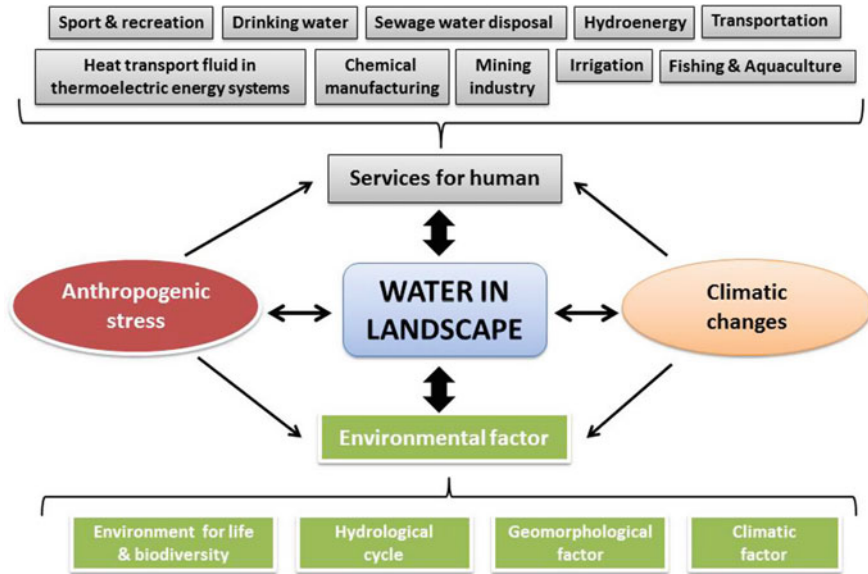 Sport & recreation
Drinking water
Sewage water disposal
Hydroenergy
Transportation
Heat transport fluid in
thermoelectric energy systems
Chemical
manufacturing
Mining
industry
Irrigation
Fishing & Aquaculture
Services for human
Anthropogenic
stress
WATER IN
LANDSCAPE
Climatic
changes
Environmental factor
Environment for life
& biodiversity
Hydrological
cycle
Geomorphological
factor
Climatic
factor